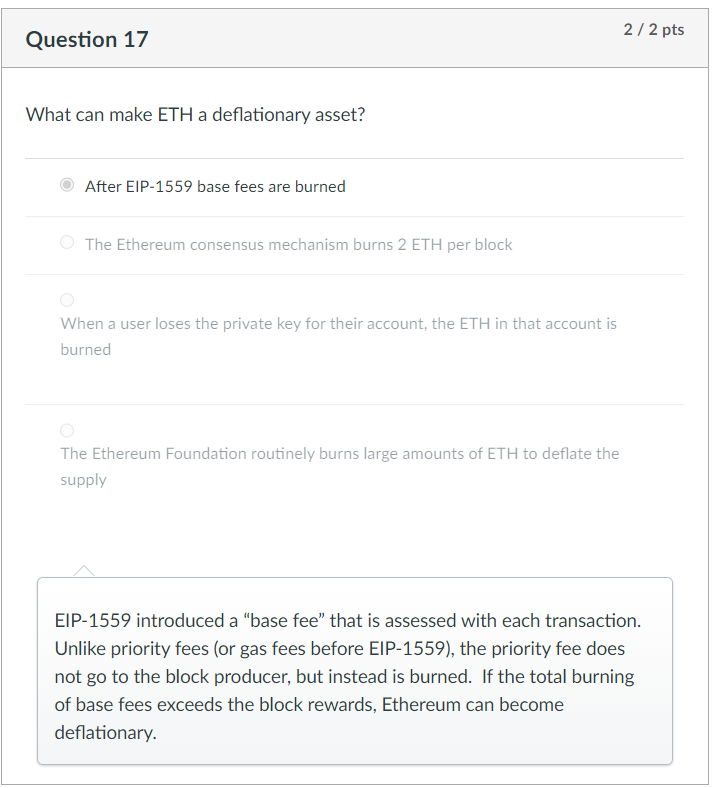 Question 17
2 / 2 pts
What can make ETH a deflationary asset?
After EIP-1559 base fees are burned
The Ethereum consensus mechanism burns 2 ETH per block
When a user loses the private key for their account, the ETH in that account is
burned
The Ethereum Foundation routinely burns large amounts of ETH to deflate the
supply
EIP-1559 introduced a “base fee” that is assessed with each transaction.
Unlike priority fees (or gas fees before EIP-1559), the priority fee does
not go to the block producer, but instead is burned.  If the total burning
of base fees exceeds the block rewards, Ethereum can become
deflationary.